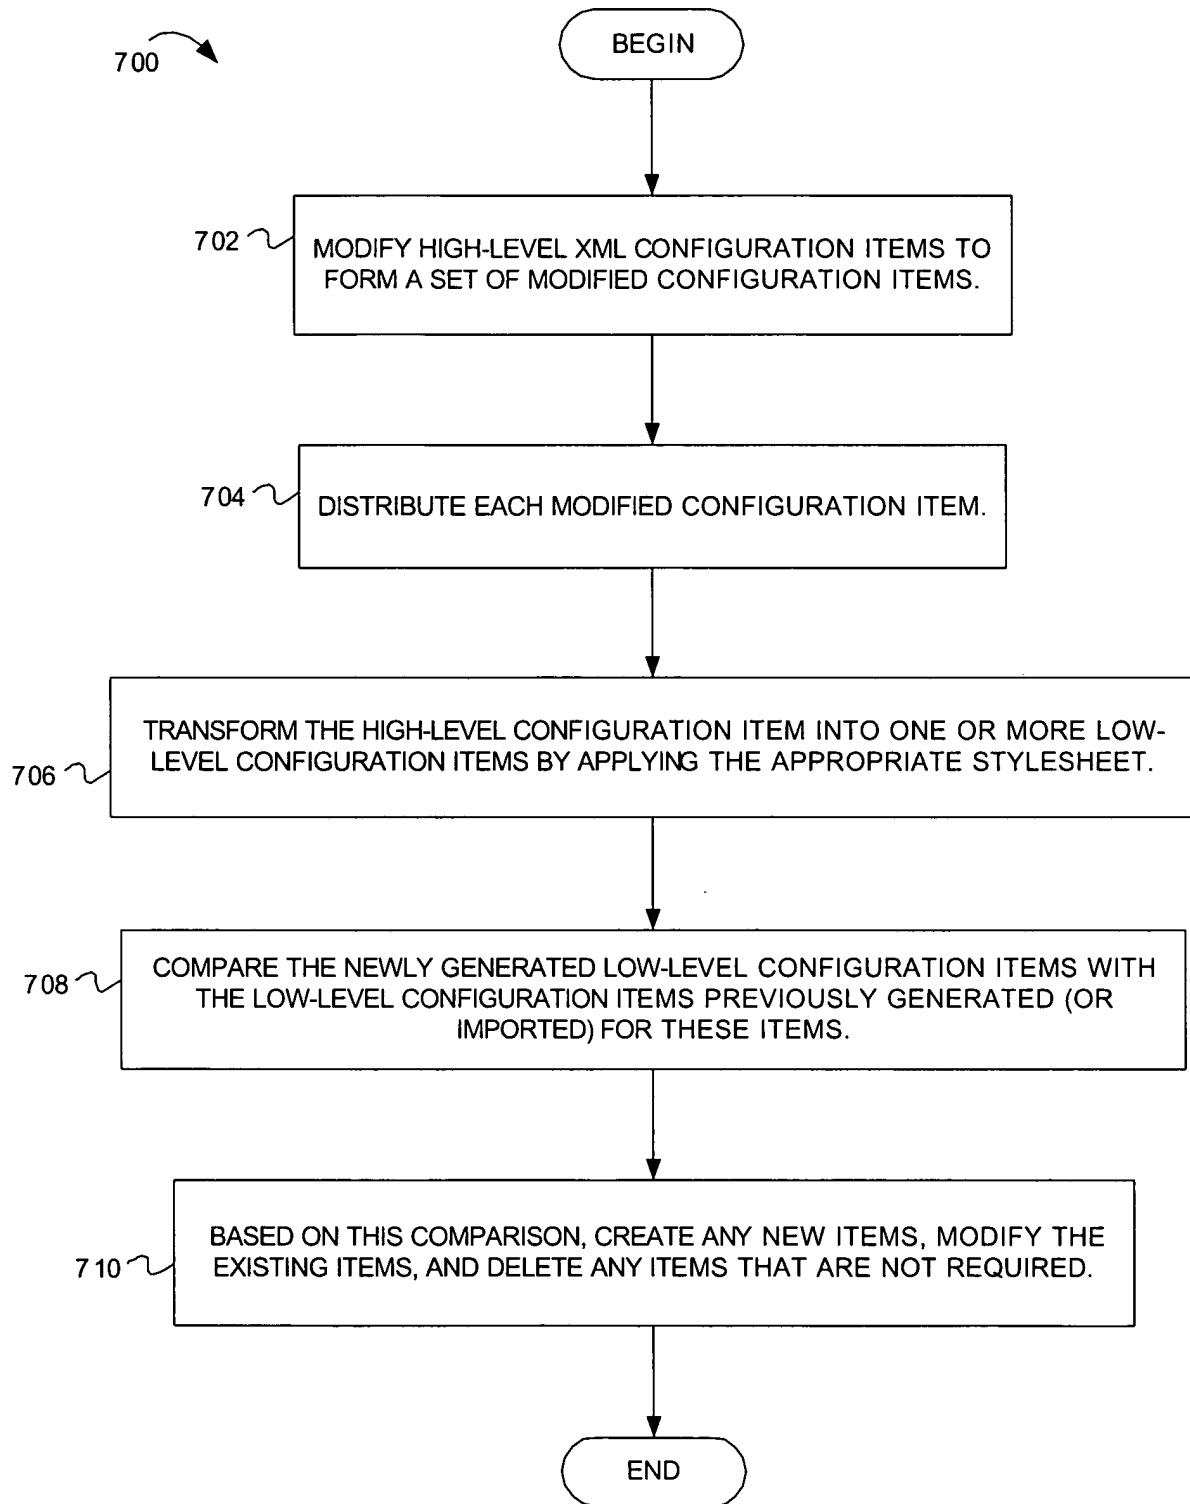 700
BEGIN
702
MODIFY HIGH-LEVEL XML CONFIGURATION ITEMS TO
FORM A SET OF MODIFIED CONFIGURATION ITEMS.
704
DISTRIBUTE EACH MODIFIED CONFIGURATION ITEM.
706
TRANSFORM THE HIGH-LEVEL CONFIGURATION ITEM INTO ONE OR MORE LOW-
LEVEL CONFIGURATION ITEMS BY APPLYING THE APPROPRIATE STYLESHEET.
708
COMPARE THE NEWLY GENERATED LOW-LEVEL CONFIGURATION ITEMS WITH
THE LOW-LEVEL CONFIGURATION ITEMS PREVIOUSLY GENERATED (OR
IMPORTED) FOR THESE ITEMS.
710
BASED ON THIS COMPARISON, CREATE ANY NEW ITEMS, MODIFY THE
EXISTING ITEMS, AND DELETE ANY ITEMS THAT ARE NOT REQUIRED.
END